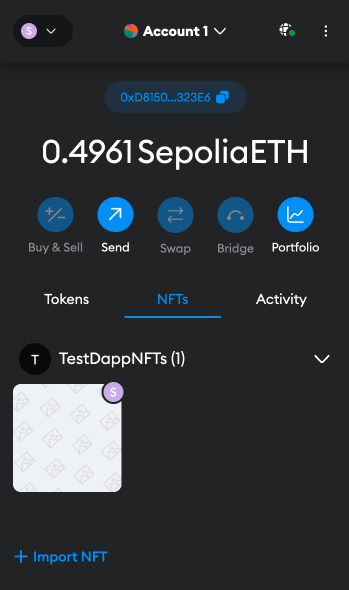 S
Account 1
0xD8150...323E6
0.4961 SepoliaETH
Buy & Sell
Send
Swap
Bridge
Portfolio
Tokens
NFTs
Activity
T
TestDappNFTs (1)
S
+ Import NFT